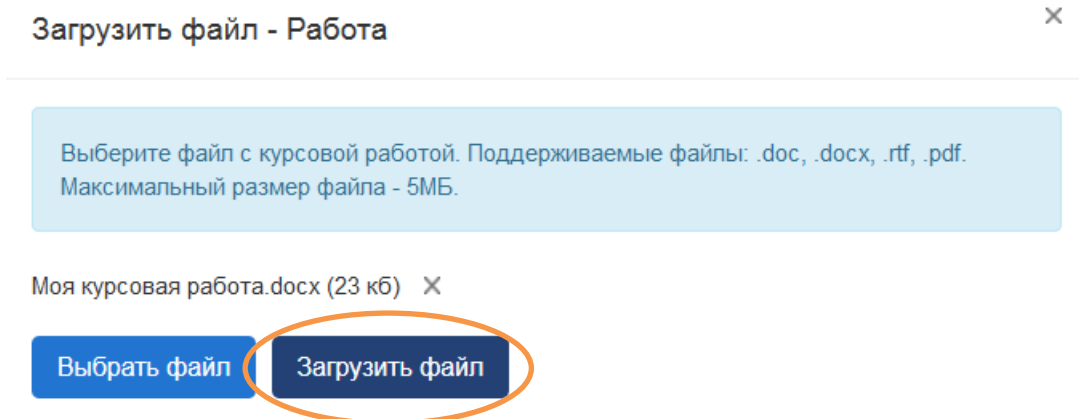 Загрузить файл - Работа
Выберите файл с курсовой работой. Поддерживаемые файлы: .doc, .docx, .rtf, .pdf.
Максимальный размер файла - 5МБ.
Моя курсовая работа.docx (23 кб)
Выбрать файл Загрузить файл